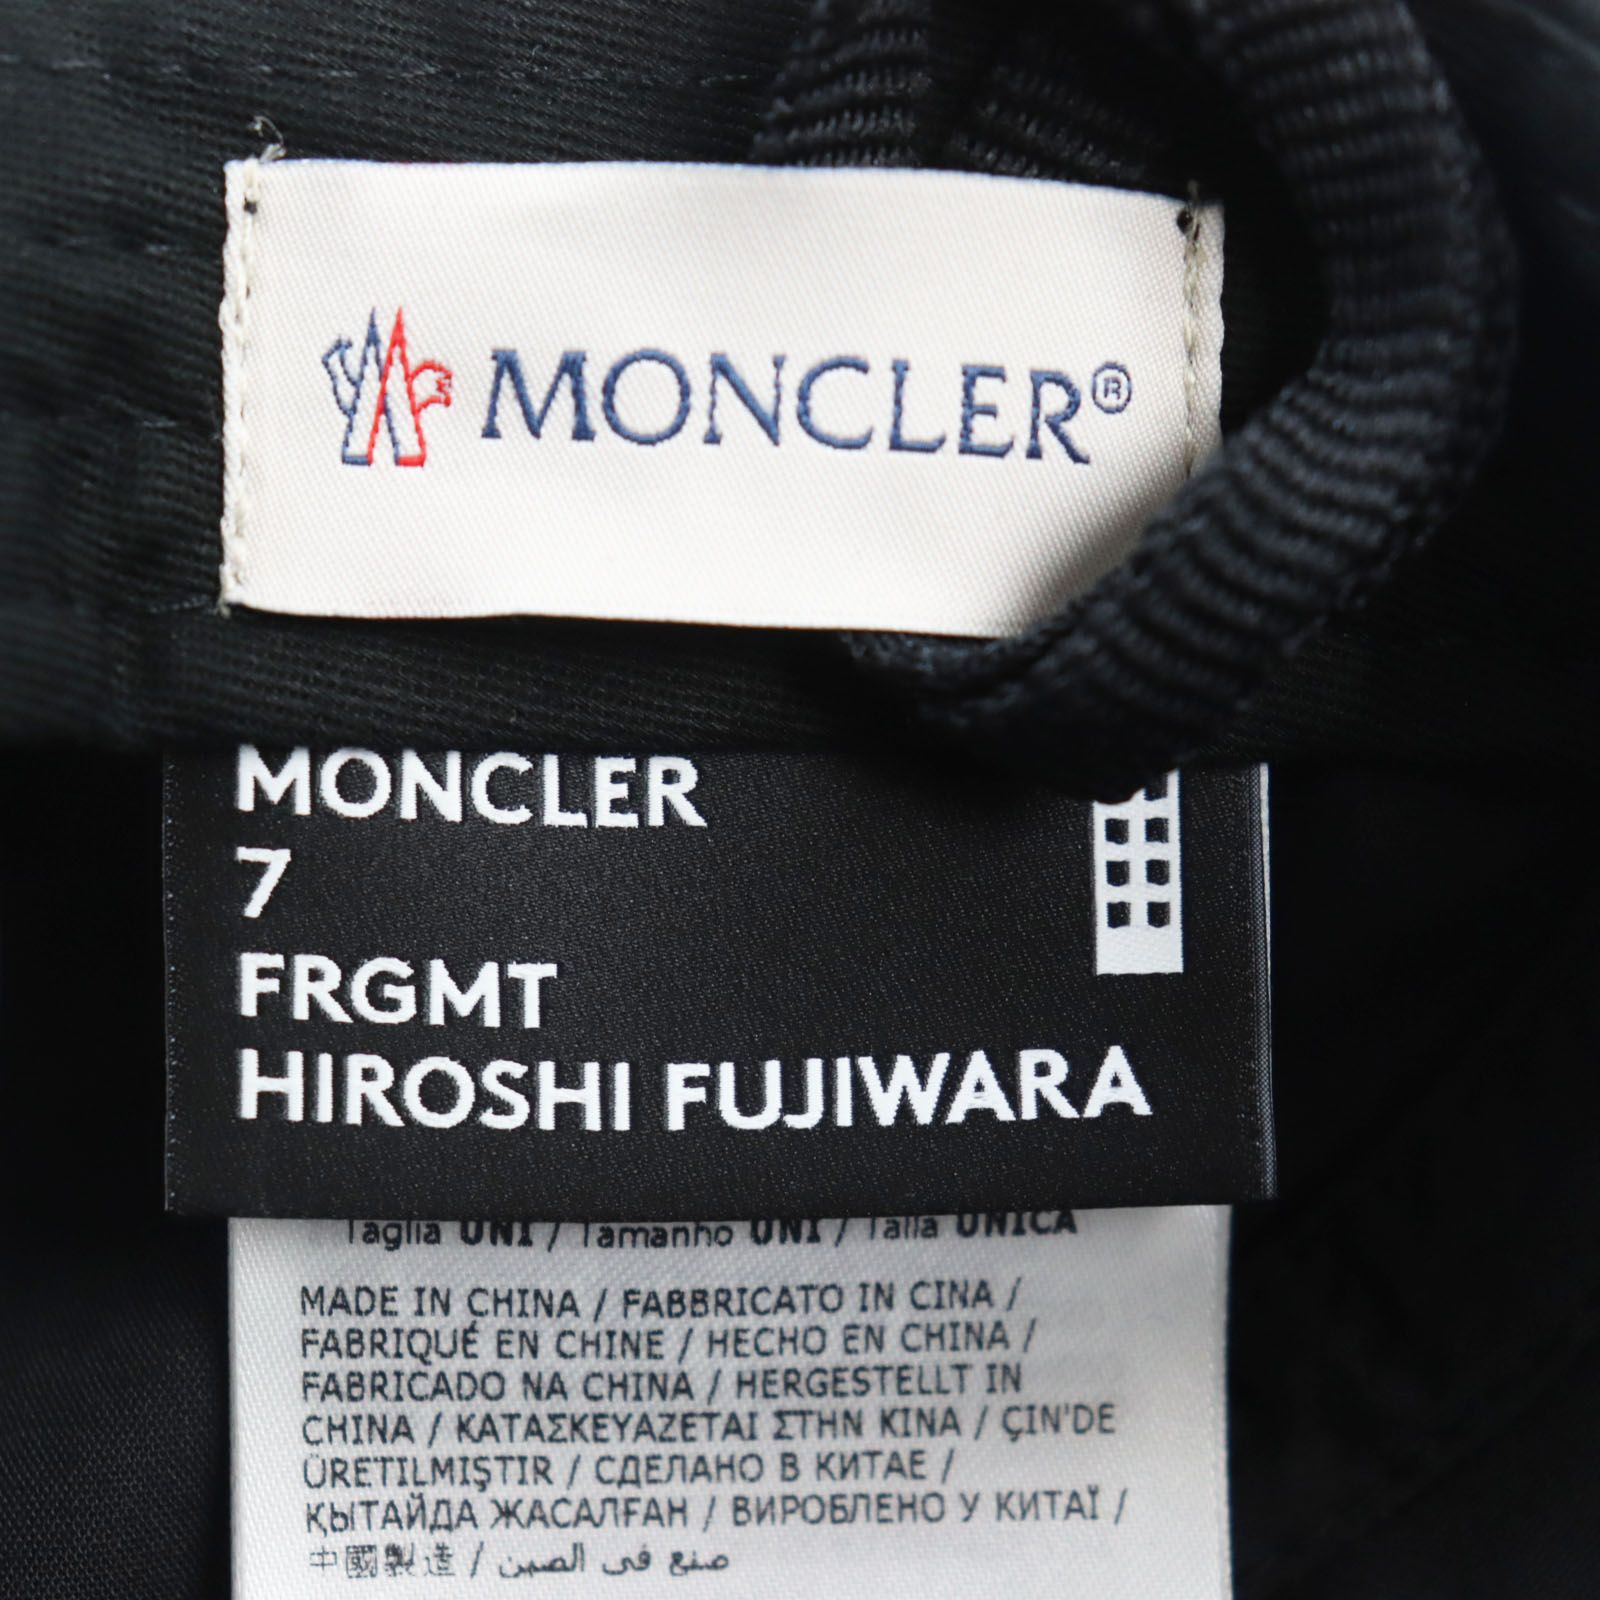 MONCLER®
MONCLER
7
FRGMT
HIROSHI FUJIWARA
Taglia UNI / Tamanho UNI / Talla UNICA
MADE IN CHINA / FABBRICATO IN CINA /
FABRIQUÉ EN CHINE / HECHO EN CHINA /
FABRICADO NA CHINA / HERGESTELLT IN
CHINA / ΚΑΤΑΣΚΕΥΑΖΕΤΑΙ ΣΤΗΝ ΚΙΝΑ / ÇIN'DE
ÜRETILMIŞTIR / СДЕЛАНО В КИТАЕ /
ҚЫТАЙДА ЖАСАЛҒАН / ВИРОБЛЕНО У КИТАЇ /
中國製造 / صنع في الصين